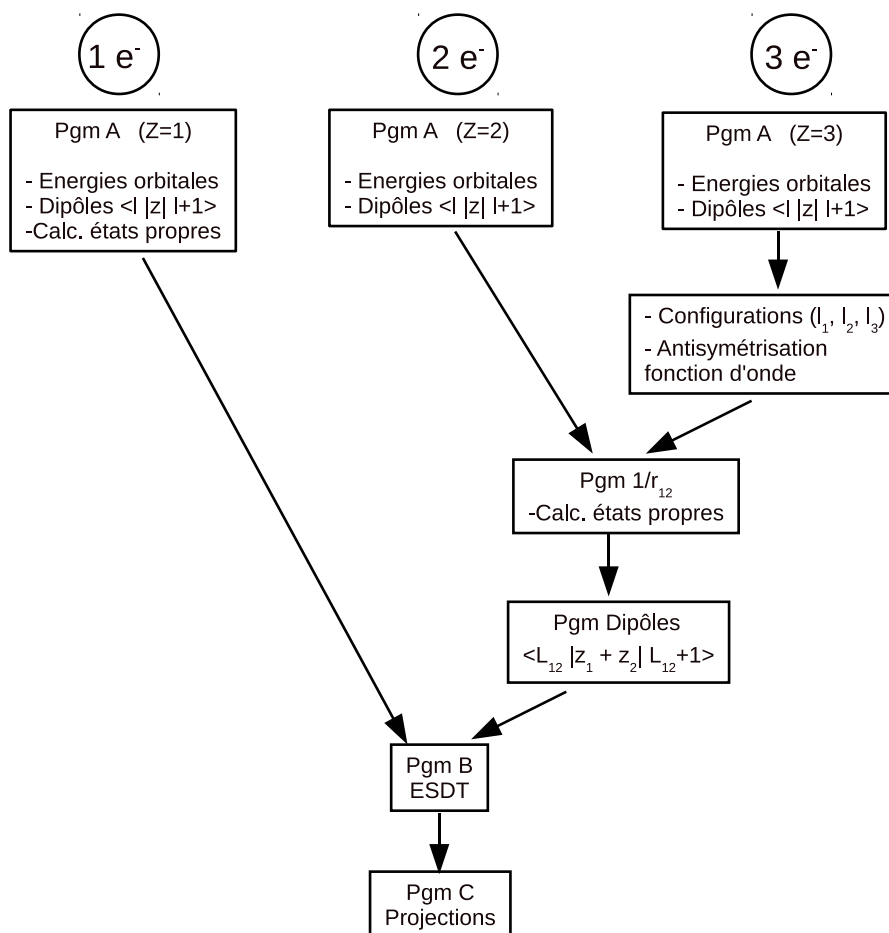 1 e⁻
2 e⁻
3 e⁻
Pgm A (Z=1)
- Energies orbitales
- Dipôles <l |z| l+1>
-Calc. états propres
Pgm A (Z=2)
- Energies orbitales
- Dipôles <l |z| l+1>
Pgm A (Z=3)
- Energies orbitales
- Dipôles <l |z| l+1>
- Configurations (l₁, l₂, l₃)
- Antisymétrisation
fonction d'onde
Pgm 1/r₁₂
-Calc. états propres
Pgm Dipôles
<L₁₂ |z₁ + z₂| L₁₂+1>
Pgm B
ESDT
Pgm C
Projections